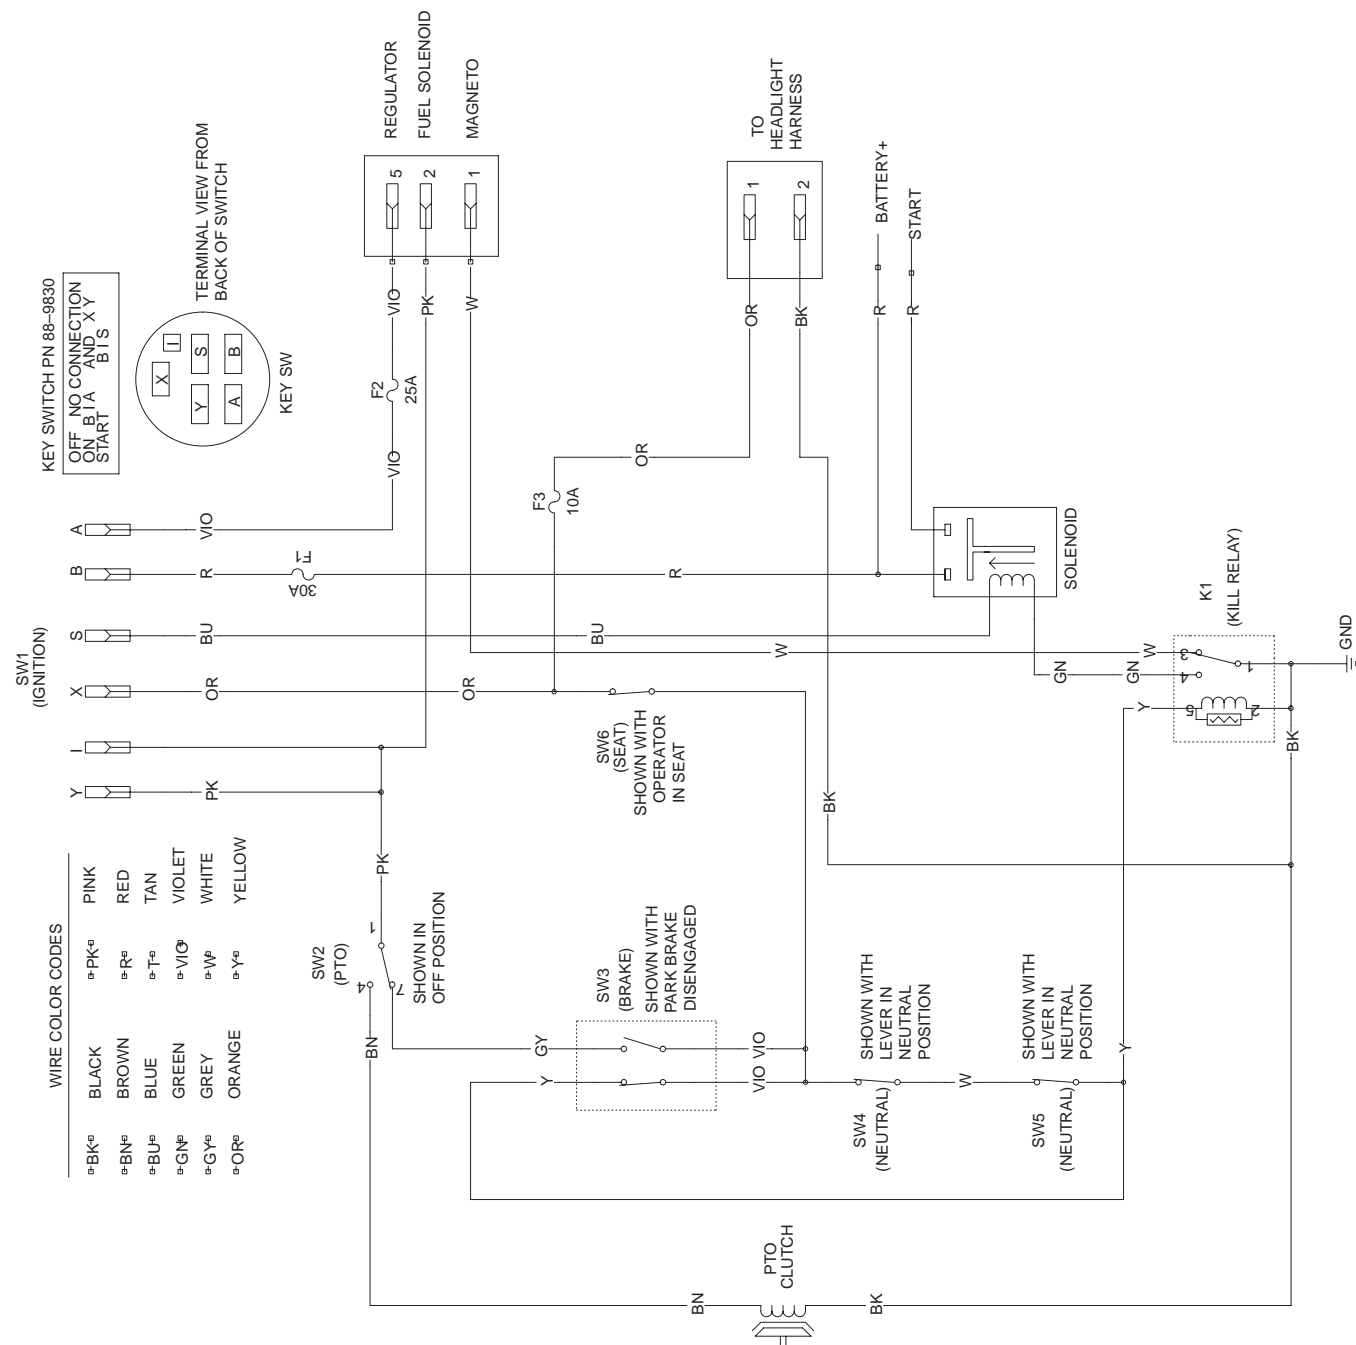 KEY SWITCH PN 88–9830
OFF NO CONNECTION
ON B I A AND X Y
START B I S
TERMINAL VIEW FROM
BACK OF SWITCH
I
X
S
B
Y
A
KEY SW
REGULATOR
FUEL SOLENOID
MAGNETO
5
2
1
VIO
PK
W
F2
25A
VIO
TO
HEADLIGHT
HARNESS
1
2
OR
BK
BATTERY+
START
R
R
SW1
(IGNITION)
A
B
S
X
I
Y
VIO
R
BU
OR
PK
F1
30A
F3
10A
OR
R
BU
W
OR
SOLENOID
K1
(KILL RELAY)
W
GN
GN
3
4
1
5
2
Y
GND
BK
SW6
(SEAT)
SHOWN WITH
OPERATOR
IN SEAT
BK
PK
1
4
7
SW2
(PTO)
SHOWN IN
OFF POSITION
BN
GY
Y
SW3
(BRAKE)
SHOWN WITH
PARK BRAKE
DISENGAGED
VIO
VIO
VIO
SHOWN WITH
LEVER IN
NEUTRAL
POSITION
SW4
(NEUTRAL)
W
SHOWN WITH
LEVER IN
NEUTRAL
POSITION
SW5
(NEUTRAL)
Y
BN
PTO
CLUTCH
BK
WIRE COLOR CODES
BK BLACK PK PINK
BN BROWN R RED
BU BLUE T TAN
GN GREEN VIO VIOLET
GY GREY W WHITE
OR ORANGE Y YELLOW